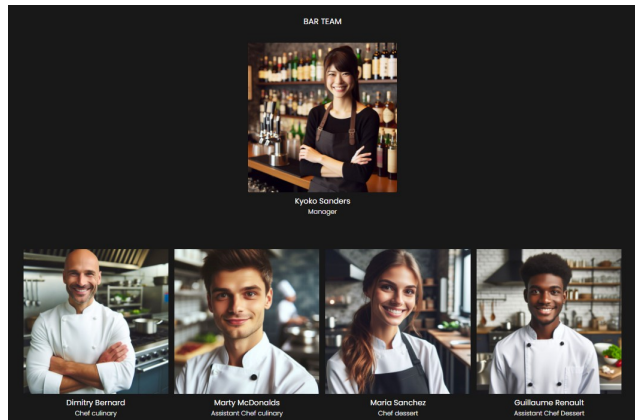 BAR TEAM
Kyoko Sanders
Manager
Dimitry Bernard
Chef culinary
Marty McDonalds
Assistant Chef culinary
Maria Sanchez
Chef dessert
Guillaume Renault
Assistant Chef Dessert